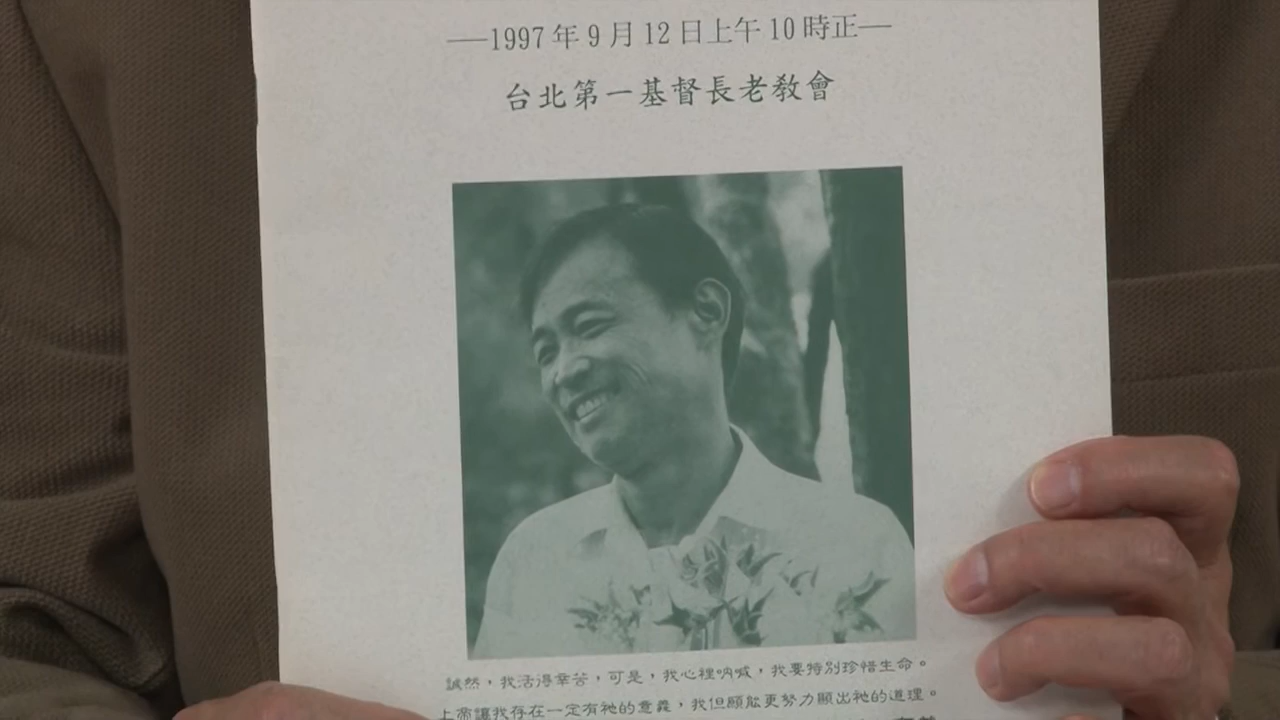 —1997年9月12日上午10時正—
台北第一基督長老教會
誠然，我活得辛苦，可是，我心裡吶喊，我要特別珍惜生命。
上帝讓我存在一定有祂的意義，我但願能更努力顯出祂的道理。